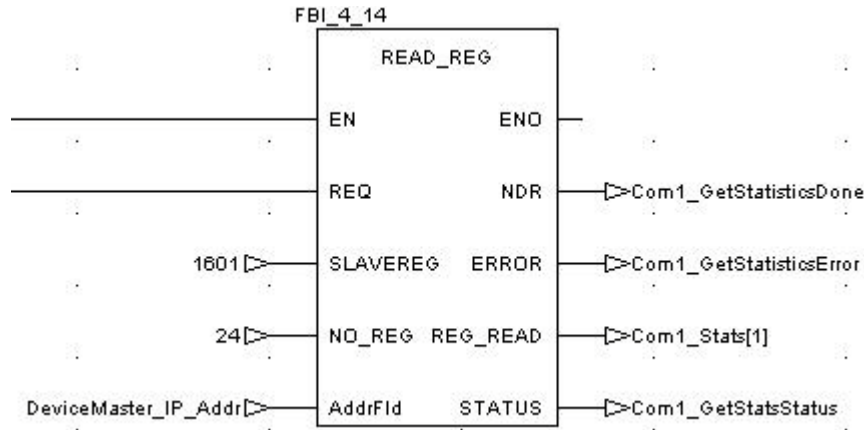 FBI_4_14
READ_REG
EN ENO
REQ NDR Com1_GetStatisticsDone
1601 SLAVEREG ERROR Com1_GetStatisticsError
24 NO_REG REG_READ Com1_Stats[1]
DeviceMaster_IP_Addr AddrFld STATUS Com1_GetStatsStatus